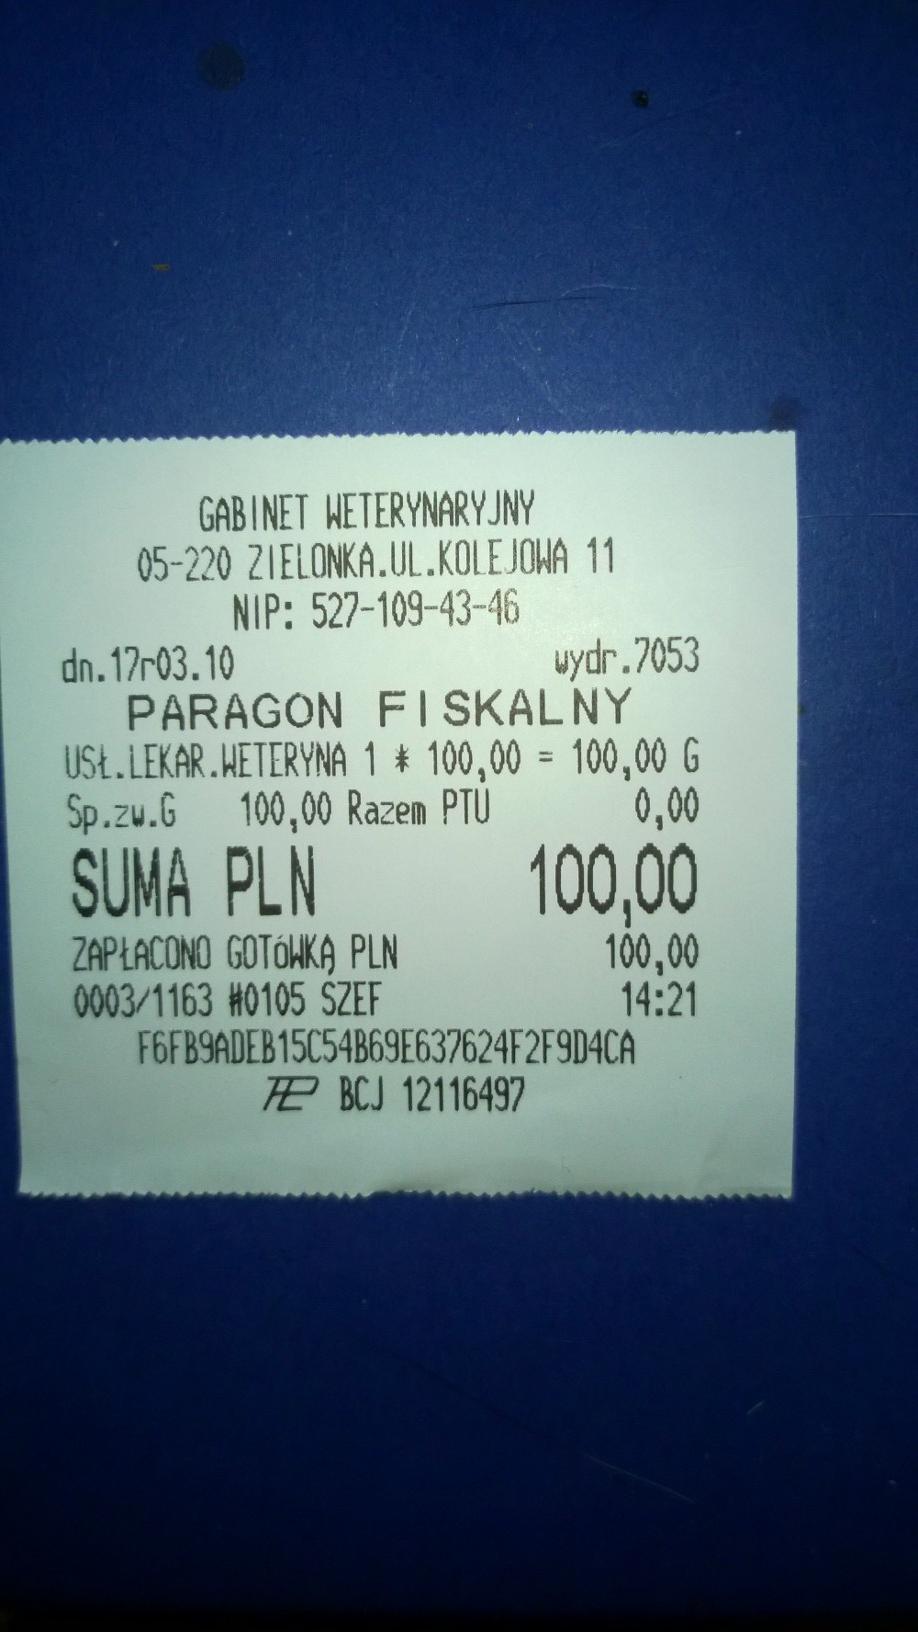 GABINET WETERYNARYJNY
05-220 ZIELONKA.UL.KOLEJOWA 11
NIP: 527-109-43-46
dn.17r03.10 wydr.7053
PARAGON FISKALNY
USŁ.LEKAR.WETERYNA 1 * 100,00 = 100,00 G
Sp.zw.G 100,00 Razem PTU 0,00
SUMA PLN 100,00
ZAPŁACONO GOTÓWKĄ PLN 100,00
0003/1163 #0105 SZEF 14:21
F6FB9ADEB15C54B69E637624F2F9D4CA
BCJ 12116497